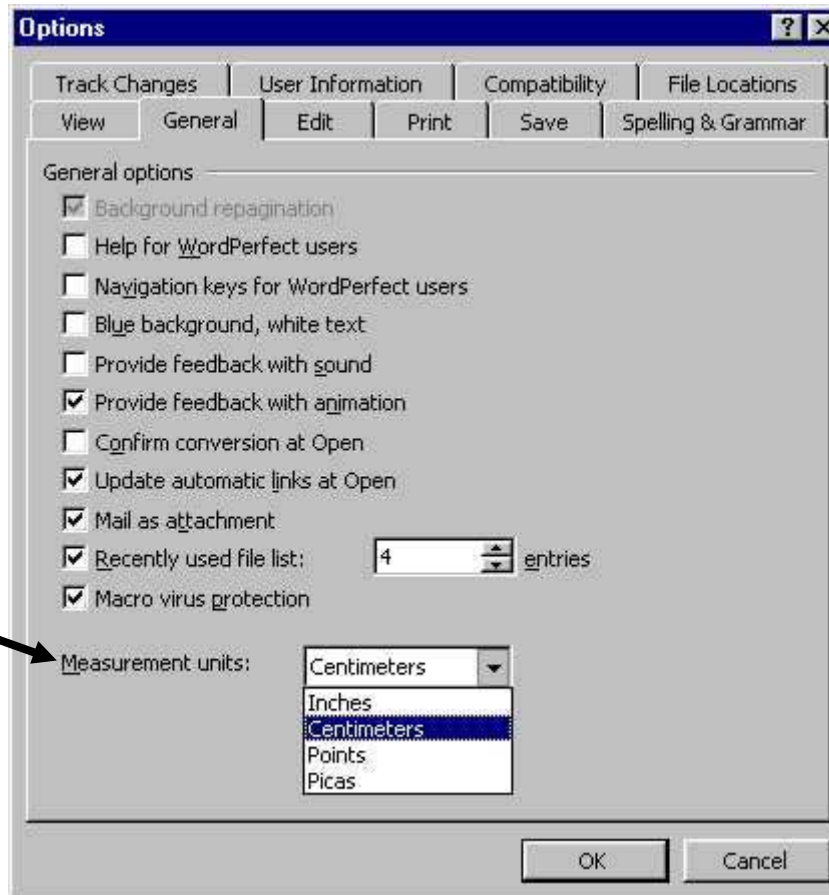 Options
Track Changes User Information Compatibility File Locations
View General Edit Print Save Spelling & Grammar
General options
Background repagination
Help for WordPerfect users
Navigation keys for WordPerfect users
Blue background, white text
Provide feedback with sound
Provide feedback with animation
Confirm conversion at Open
Update automatic links at Open
Mail as attachment
Recently used file list: 4 entries
Macro virus protection
Measurement units: Centimeters
Inches
Centimeters
Points
Picas
OK Cancel